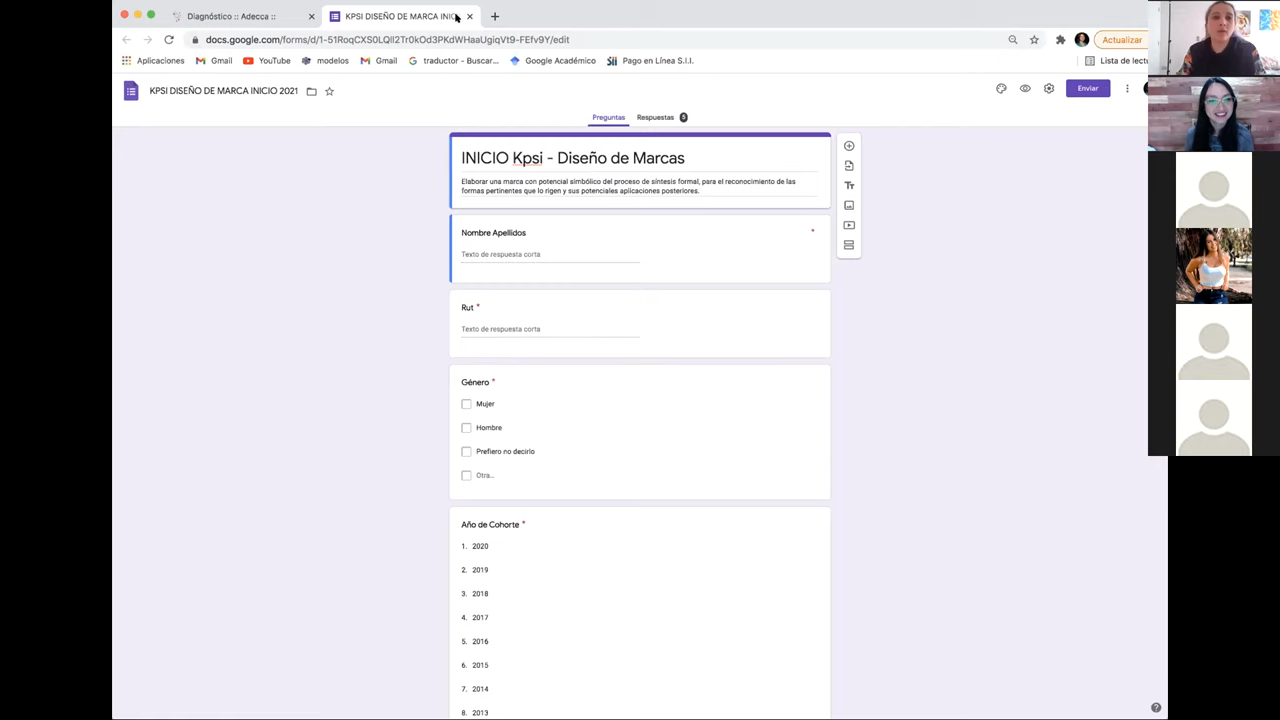 Diagnóstico :: Adecca ::
KPSI DISEÑO DE MARCA INIC
docs.google.com/forms/d/1-51RoqCXS0LQll2Tr0kOd3PKdWHaaUgiqVt9-FEfv9Y/edit
Actualizar
Aplicaciones
Gmail
YouTube
modelos
Gmail
traductor - Buscar...
Google Académico
Pago en Línea S.I.I.
Lista de lectu
KPSI DISEÑO DE MARCA INICIO 2021
Enviar
Preguntas
Respuestas
5
INICIO Kpsi - Diseño de Marcas
Elaborar una marca con potencial simbólico del proceso de síntesis formal, para el reconocimiento de las
formas pertinentes que lo rigen y sus potenciales aplicaciones posteriores.
Nombre Apellidos *
Texto de respuesta corta
Rut *
Texto de respuesta corta
Género *
Mujer
Hombre
Prefiero no decirlo
Otra...
Año de Cohorte *
1. 2020
2. 2019
3. 2018
4. 2017
5. 2016
6. 2015
7. 2014
8. 2013